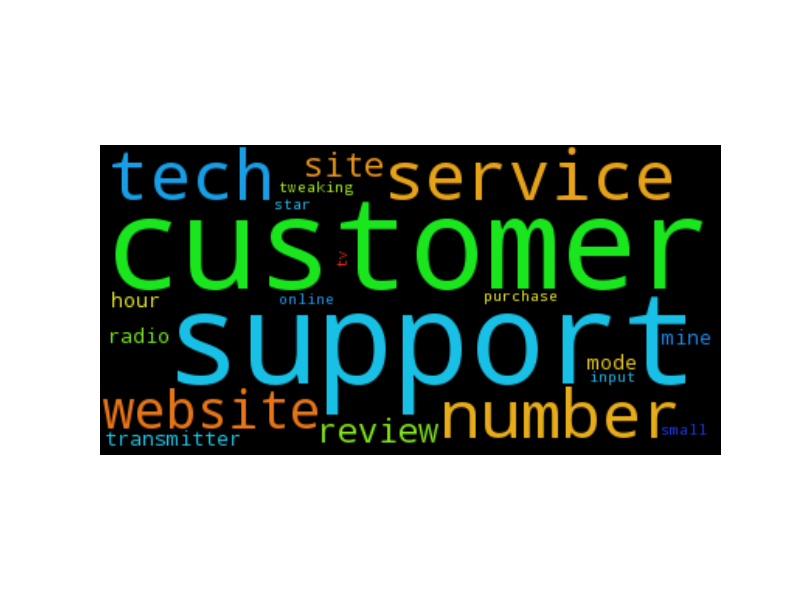 tech site service
tweaking
star
customer
tv
hour online purchase
support
radio mine
mode
input
website number
review small
transmitter